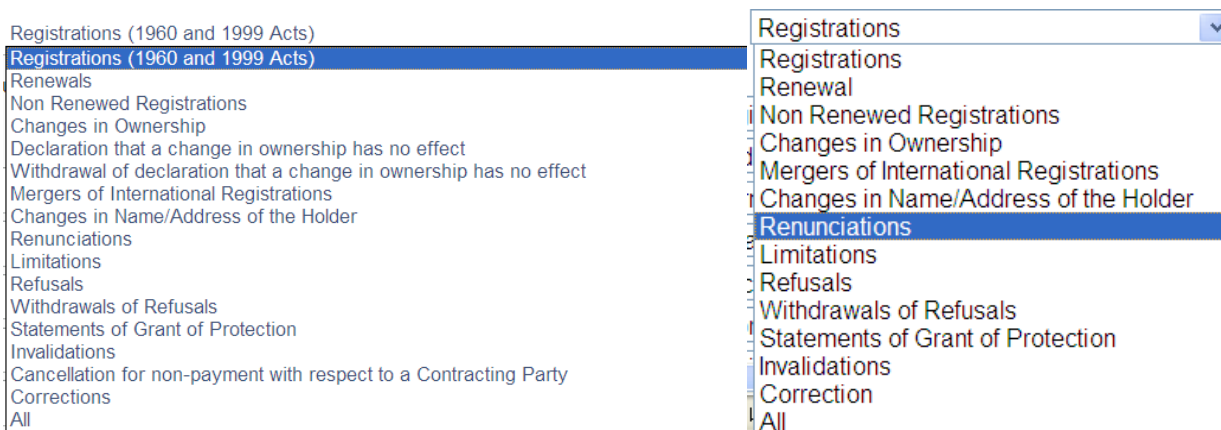 Registrations (1960 and 1999 Acts)
Registrations (1960 and 1999 Acts)
Renewals
Non Renewed Registrations
Changes in Ownership
Declaration that a change in ownership has no effect
Withdrawal of declaration that a change in ownership has no effect
Mergers of International Registrations
Changes in Name/Address of the Holder
Renunciations
Limitations
Refusals
Withdrawals of Refusals
Statements of Grant of Protection
Invalidations
Cancellation for non-payment with respect to a Contracting Party
Corrections
All
Registrations
Registrations
Renewal
Non Renewed Registrations
Changes in Ownership
Mergers of International Registrations
Changes in Name/Address of the Holder
Renunciations
Limitations
Refusals
Withdrawals of Refusals
Statements of Grant of Protection
Invalidations
Correction
All